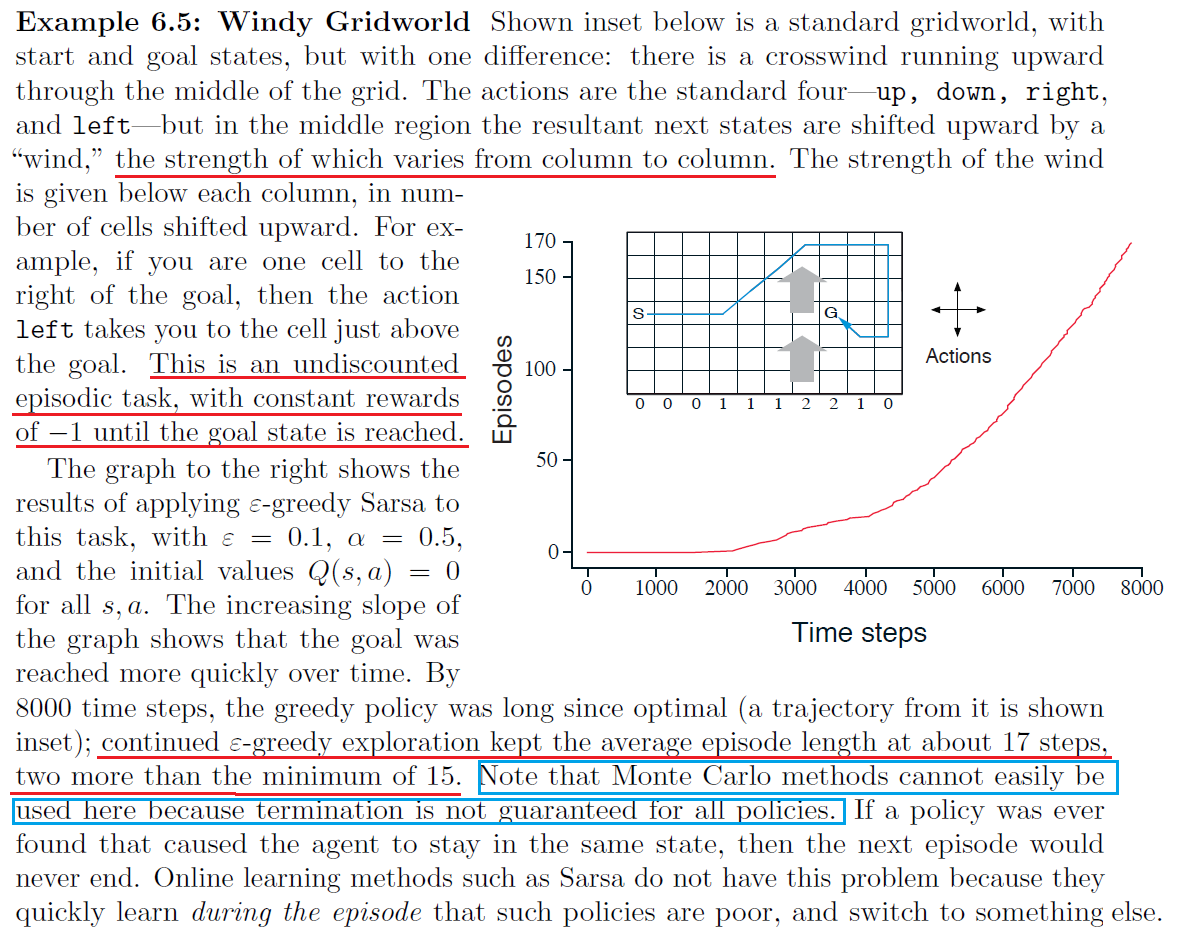 Example 6.5: Windy Gridworld Shown inset below is a standard gridworld, with
start and goal states, but with one difference: there is a crosswind running upward
through the middle of the grid. The actions are the standard four—up, down, right,
and left—but in the middle region the resultant next states are shifted upward by a
“wind,” the strength of which varies from column to column. The strength of the wind
is given below each column, in num-
ber of cells shifted upward. For ex-
ample, if you are one cell to the
right of the goal, then the action
left takes you to the cell just above
the goal. This is an undiscounted
episodic task, with constant rewards
of −1 until the goal state is reached.
The graph to the right shows the
results of applying ε-greedy Sarsa to
this task, with ε = 0.1, α = 0.5,
and the initial values Q(s, a) = 0
for all s, a. The increasing slope of
the graph shows that the goal was
reached more quickly over time. By
170
150
100
50
0
Episodes
S
G
0 0 0 1 1 1 2 2 1 0
Actions
0 1000 2000 3000 4000 5000 6000 7000 8000
Time steps
8000 time steps, the greedy policy was long since optimal (a trajectory from it is shown
inset); continued ε-greedy exploration kept the average episode length at about 17 steps,
two more than the minimum of 15. Note that Monte Carlo methods cannot easily be
used here because termination is not guaranteed for all policies. If a policy was ever
found that caused the agent to stay in the same state, then the next episode would
never end. Online learning methods such as Sarsa do not have this problem because they
quickly learn during the episode that such policies are poor, and switch to something else.